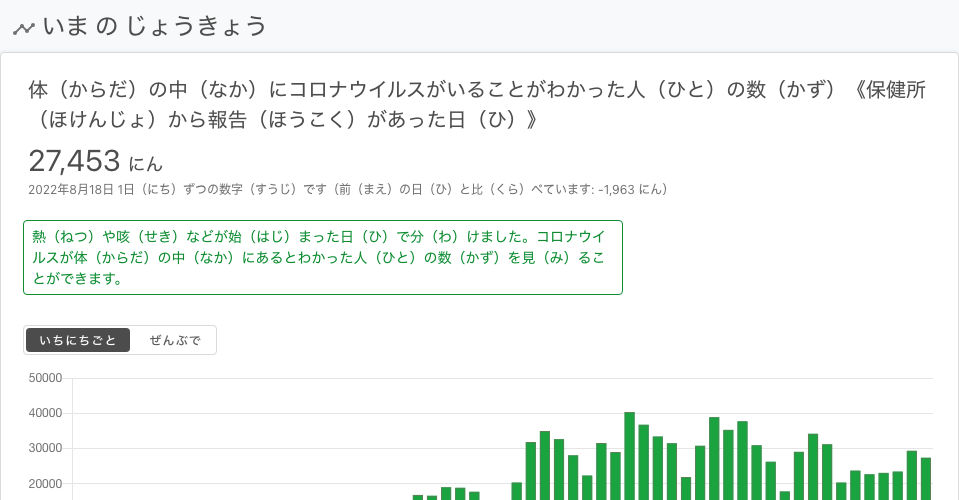 いま の じょうきょう
体（からだ）の中（なか）にコロナウイルスがいることがわかった人（ひと）の数（かず）《保健所
（ほけんじょ）から報告（ほうこく）があった日（ひ）》
27,453 にん
2022年8月18日 1日（にち）ずつの数字（すうじ）です（前（まえ）の日（ひ）と比（くら）べています: -1,963 にん）
熱（ねつ）や咳（せき）などが始（はじ）まった日（ひ）で分（わ）けました。コロナウイ
ルスが体（からだ）の中（なか）にあるとわかった人（ひと）の数（かず）を見（み）るこ
とができます。
いちにちごと ぜんぶで
50000
40000
30000
20000